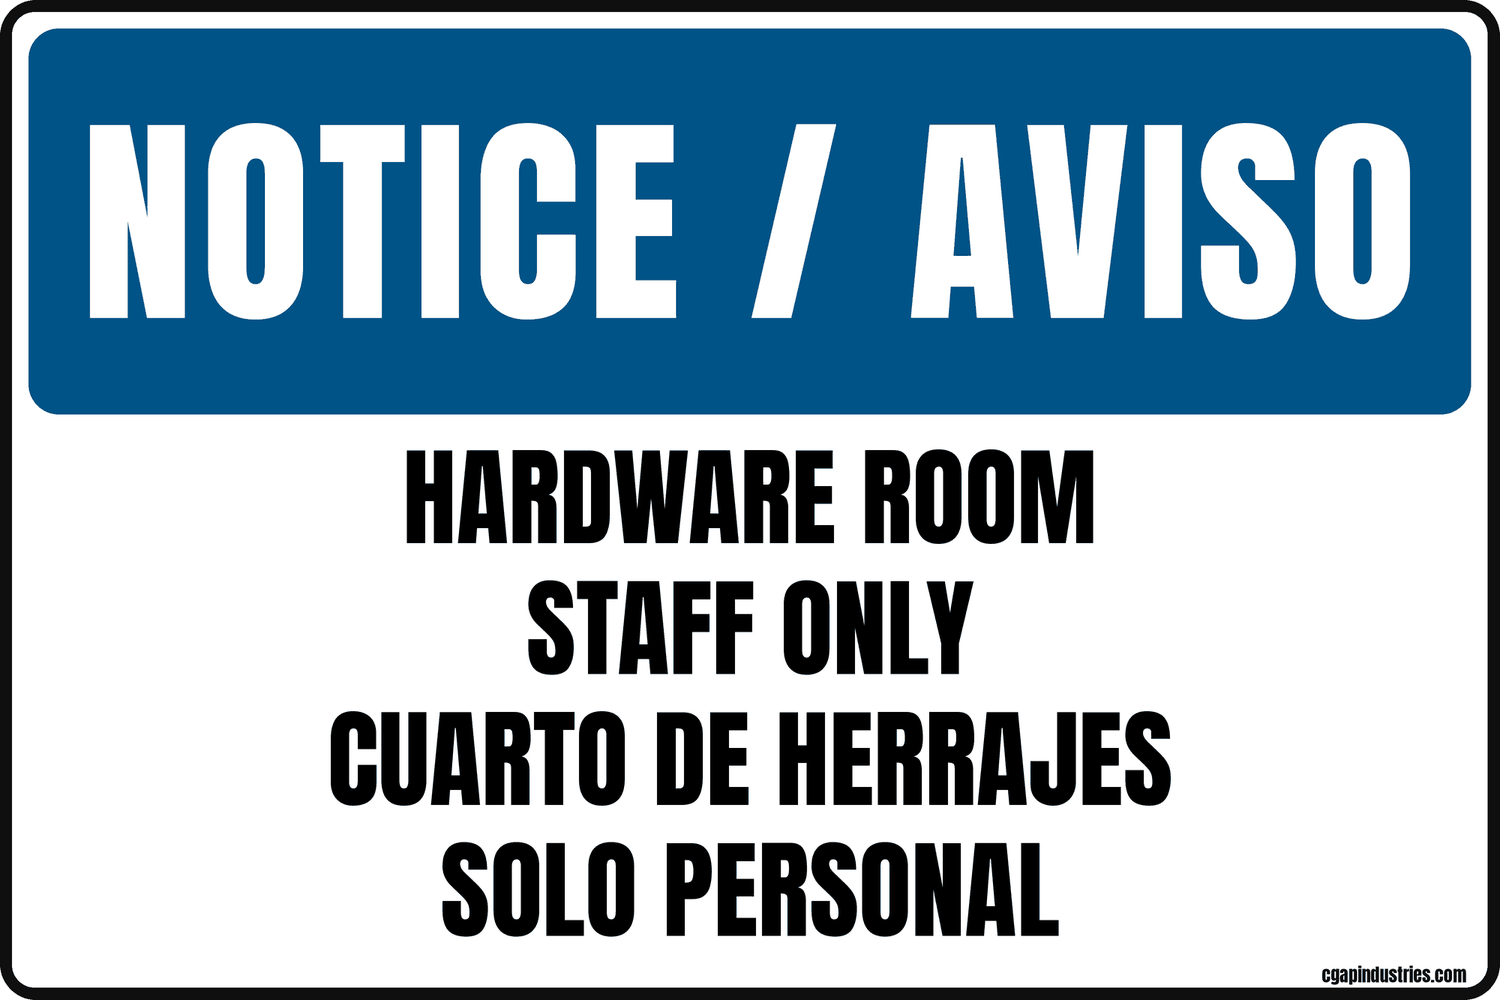 NOTICE / AVISO
HARDWARE ROOM
STAFF ONLY
CUARTO DE HERRAJES
SOLO PERSONAL
cgapindustries.com